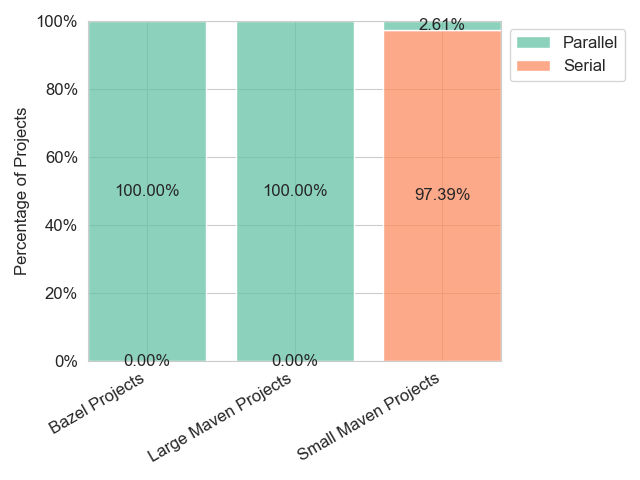 100%
80%
60%
40%
20%
0%
Percentage of Projects
2.61%
100.00%
100.00%
97.39%
0.00%
0.00%
Bazel Projects
Large Maven Projects
Small Maven Projects
Parallel
Serial